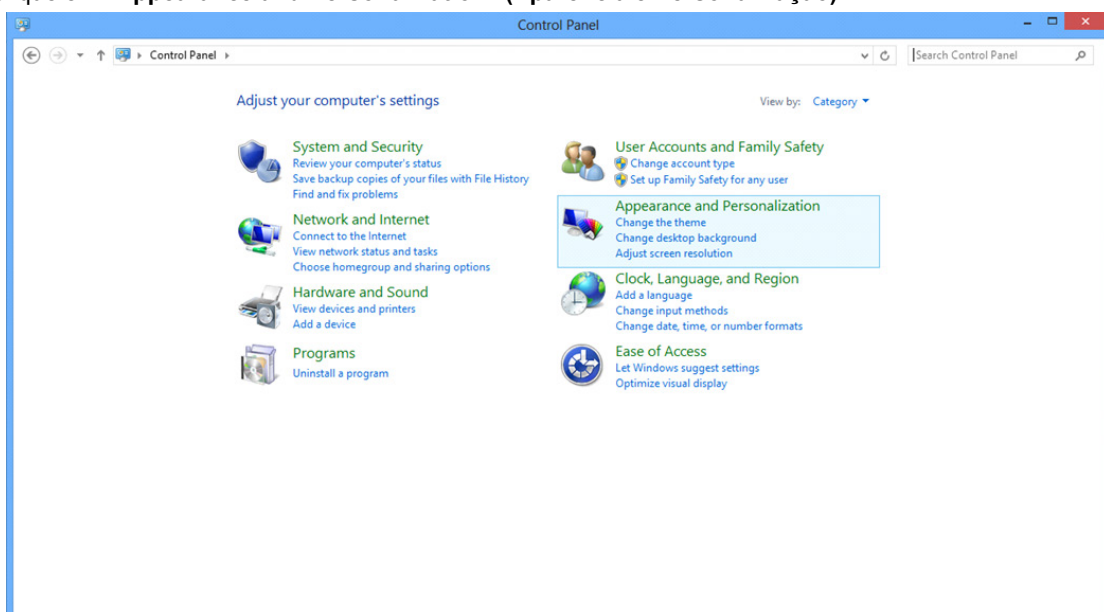 Control Panel
Control Panel
Search Control Panel
Adjust your computer's settings
View by: Category
System and Security
Review your computer's status
Save backup copies of your files with File History
Find and fix problems
Network and Internet
Connect to the Internet
View network status and tasks
Choose homegroup and sharing options
Hardware and Sound
View devices and printers
Add a device
Programs
Uninstall a program
User Accounts and Family Safety
Change account type
Set up Family Safety for any user
Appearance and Personalization
Change the theme
Change desktop background
Adjust screen resolution
Clock, Language, and Region
Add a language
Change input methods
Change date, time, or number formats
Ease of Access
Let Windows suggest settings
Optimize visual display